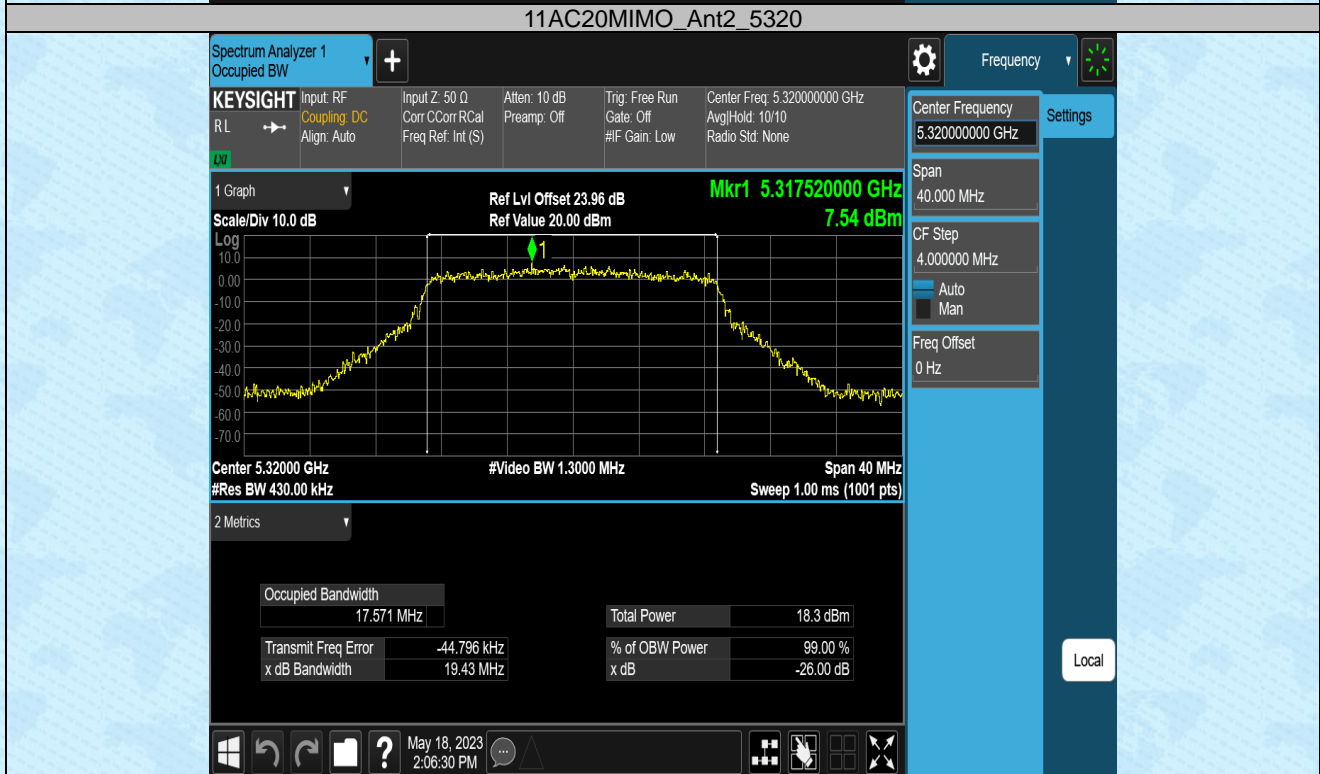 11AC20MIMO_Ant2_5320
Spectrum Analyzer 1
Occupied BW
+
Frequency
KEYSIGHT
R L
LXI
Input: RF
Coupling: DC
Align: Auto
Input Z: 50 Ω
Corr CCorr RCal
Freq Ref: Int (S)
Atten: 10 dB
Preamp: Off
Trig: Free Run
Gate: Off
#IF Gain: Low
Center Freq: 5.320000000 GHz
Avg|Hold: 10/10
Radio Std: None
Center Frequency
5.320000000 GHz
Settings
Span
40.000 MHz
CF Step
4.000000 MHz
Auto
Man
Freq Offset
0 Hz
1 Graph
Scale/Div 10.0 dB
Ref Lvl Offset 23.96 dB
Ref Value 20.00 dBm
Mkr1 5.317520000 GHz
7.54 dBm
Log
1
10.0
0.00
-10.0
-20.0
-30.0
-40.0
-50.0
-60.0
-70.0
Center 5.32000 GHz
#Video BW 1.3000 MHz
Span 40 MHz
#Res BW 430.00 kHz
Sweep 1.00 ms (1001 pts)
2 Metrics
Occupied Bandwidth
17.571 MHz
Total Power 18.3 dBm
Transmit Freq Error -44.796 kHz
% of OBW Power 99.00 %
x dB Bandwidth 19.43 MHz
x dB -26.00 dB
Local
?
May 18, 2023
2:06:30 PM